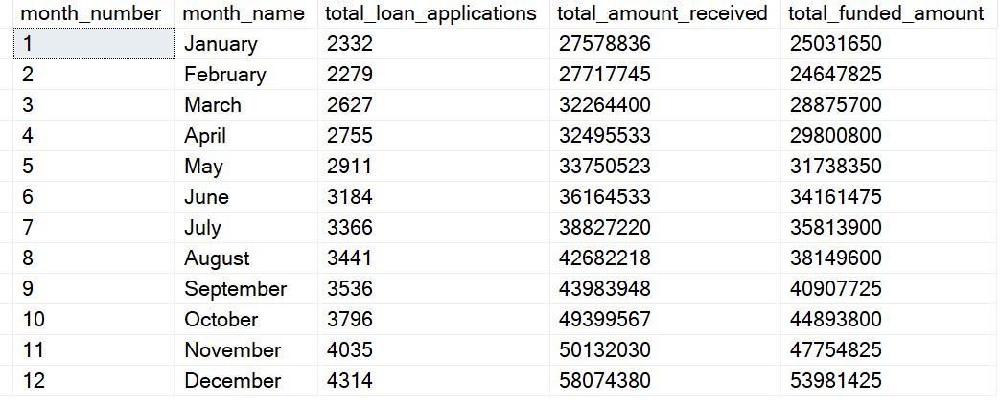 month_number month_name total_loan_applications total_amount_received total_funded_amount
1 January 2332 27578836 25031650
2 February 2279 27717745 24647825
3 March 2627 32264400 28875700
4 April 2755 32495533 29800800
5 May 2911 33750523 31738350
6 June 3184 36164533 34161475
7 July 3366 38827220 35813900
8 August 3441 42682218 38149600
9 September 3536 43983948 40907725
10 October 3796 49399567 44893800
11 November 4035 50132030 47754825
12 December 4314 58074380 53981425